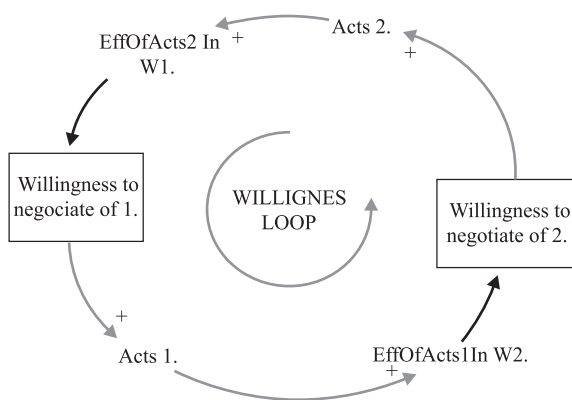 Acts 2.
+
+
EffOfActs2 In
W1.
Willingness to
negociate of 1.
WILLIGNES
LOOP
Willingness to
negotiate of 2.
+
Acts 1.
EffOfActs1In W2.
+